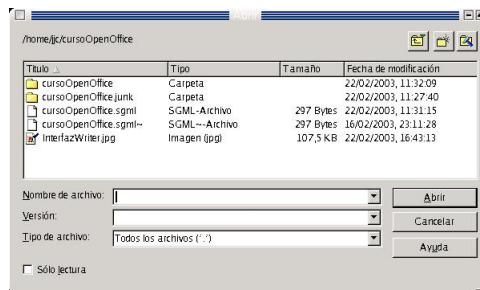 Abrir
/home/jjc/cursoOpenOffice
Título Tipo Tamaño Fecha de modificación
cursoOpenOffice Carpeta 22/02/2003, 11:32:09
cursoOpenOffice.junk Carpeta 22/02/2003, 11:27:40
cursoOpenOffice.sgml SGML-Archivo 297 Bytes 22/02/2003, 11:31:15
cursoOpenOffice.sgml~ SGML~-Archivo 297 Bytes 16/02/2003, 23:11:28
InterfazWriter.jpg Imagen (jpg) 107,5 KB 22/02/2003, 16:43:13
Nombre de archivo: Abrir
Versión: Cancelar
Tipo de archivo: Todos los archivos (*.*) Ayuda
Sólo lectura